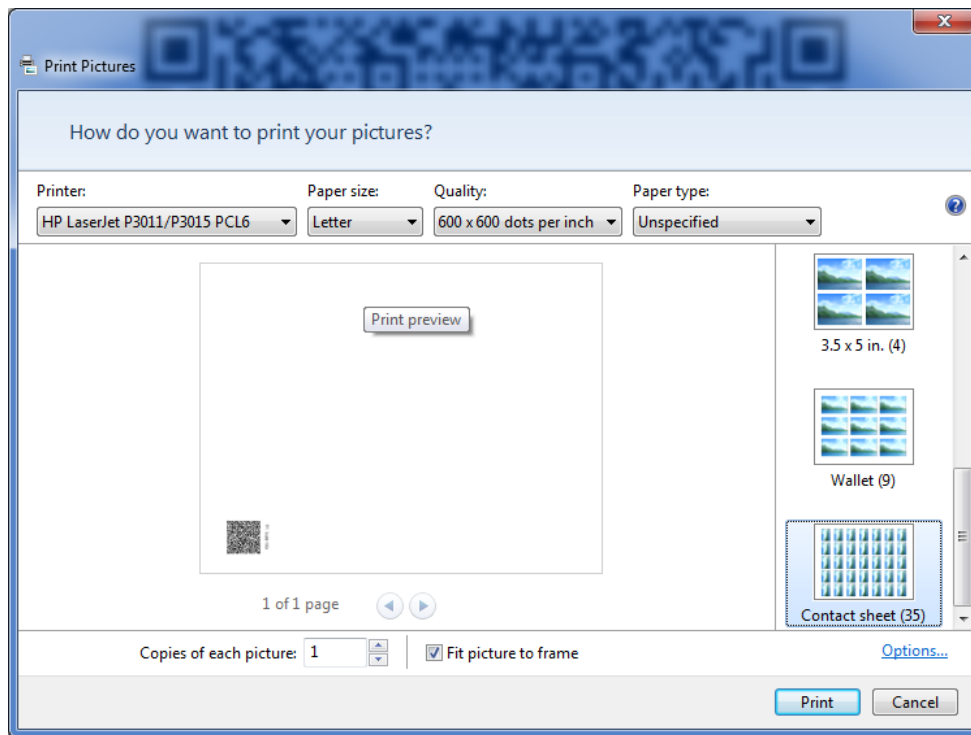 Print Pictures
How do you want to print your pictures?
Printer:
Paper size:
Quality:
Paper type:
HP LaserJet P3011/P3015 PCL6
Letter
600 x 600 dots per inch
Unspecified
Print preview
3.5 x 5 in. (4)
Wallet (9)
Contact sheet (35)
1 of 1 page
Copies of each picture:
1
Fit picture to frame
Options...
Print
Cancel